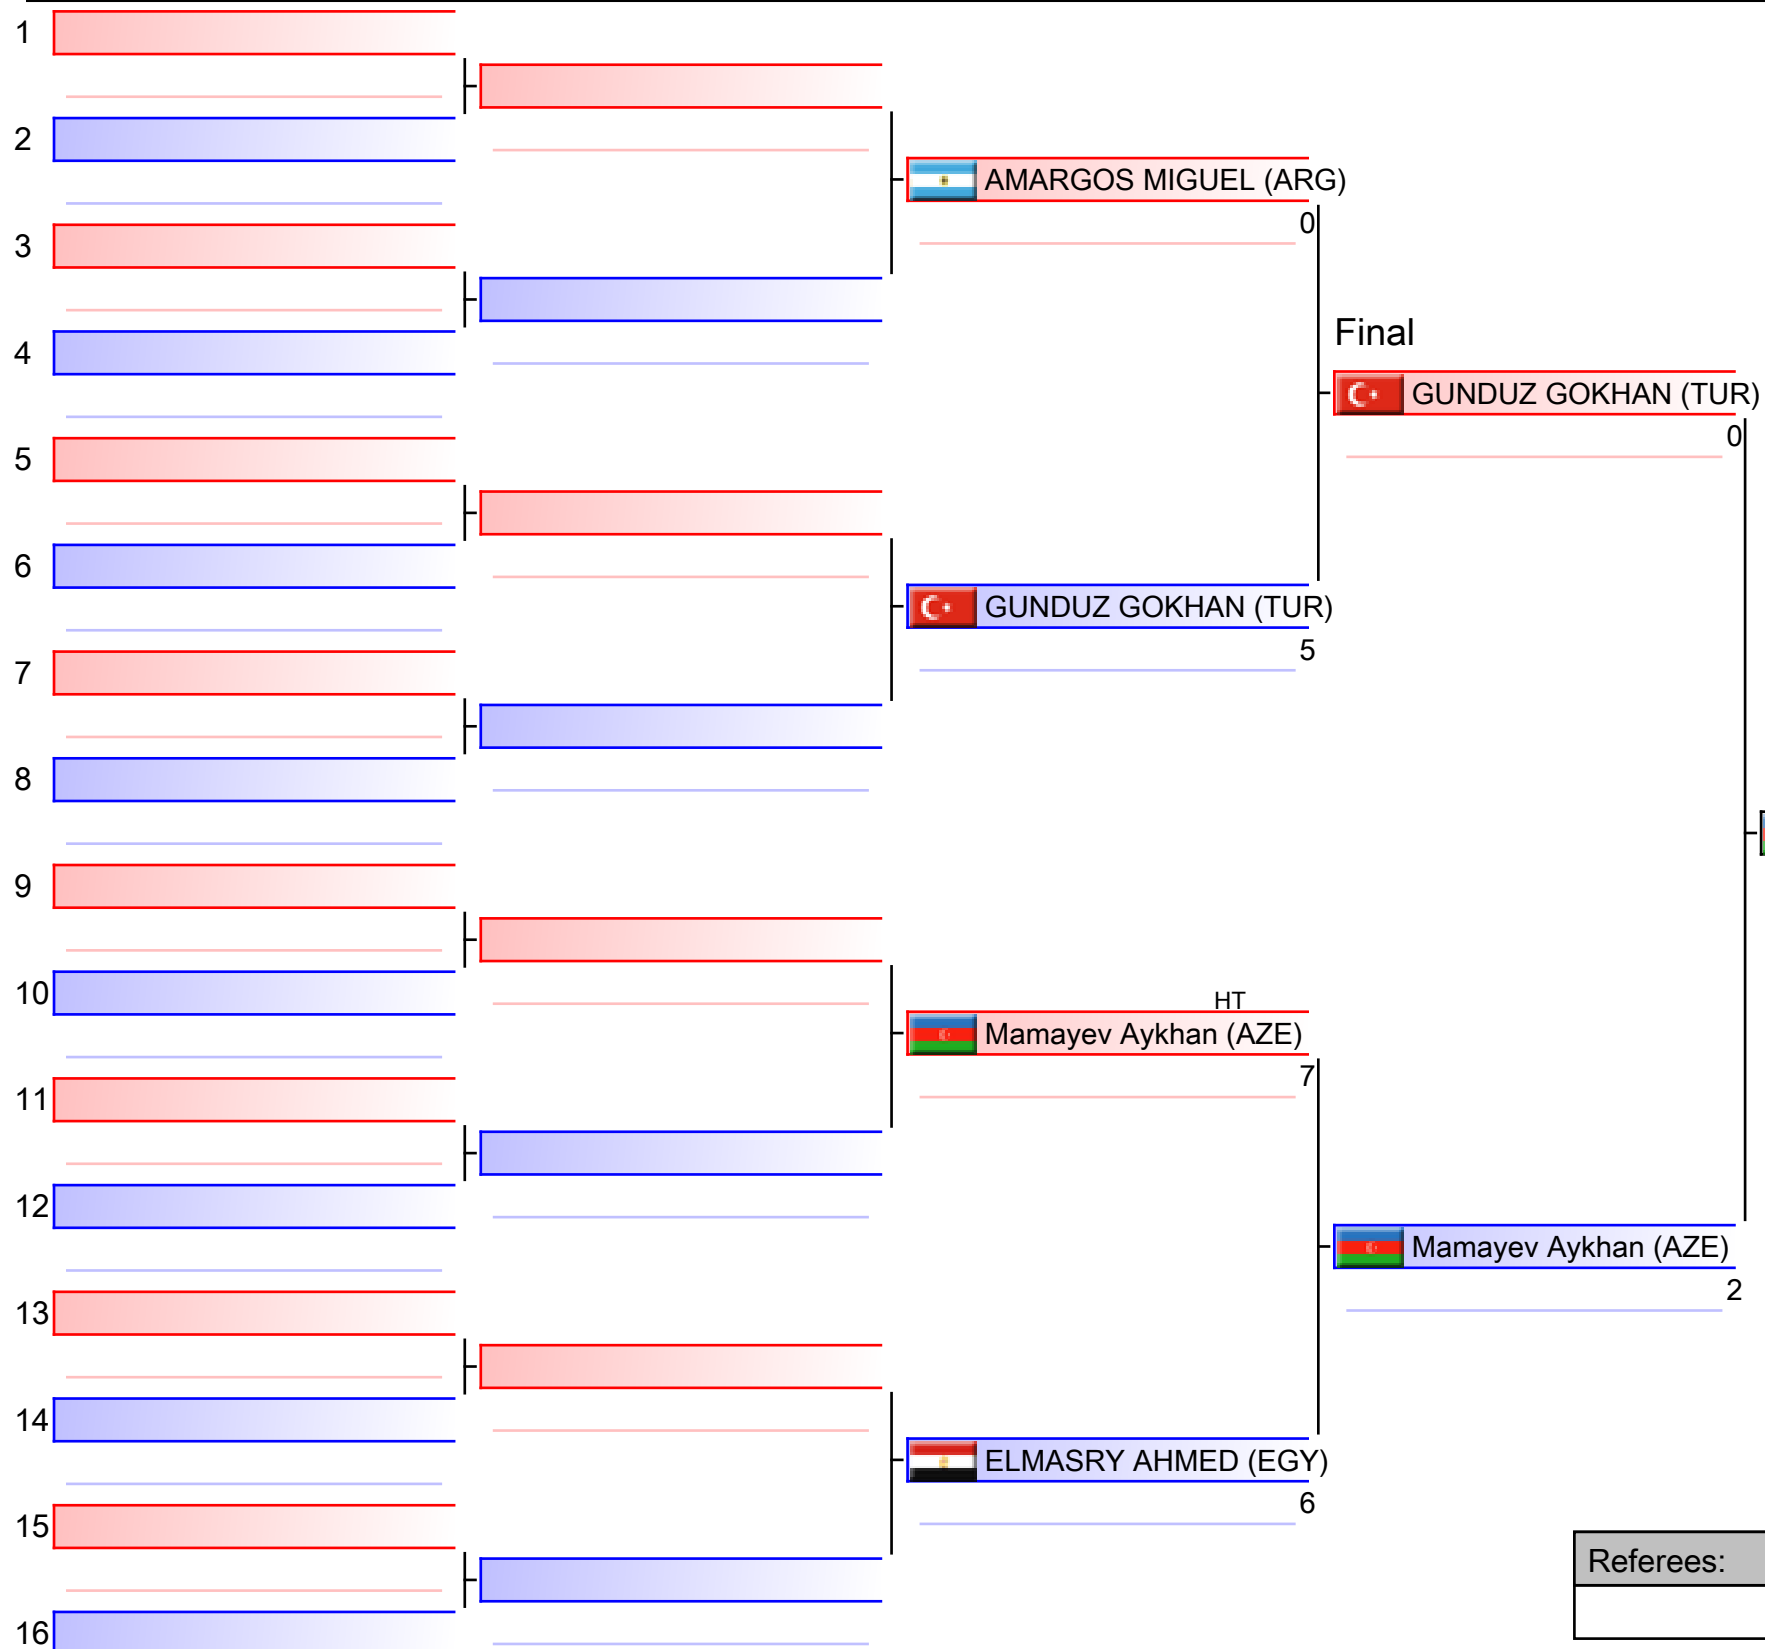 1
2
AMARGOS MIGUEL (ARG)
0
3
Final
4
GUNDUZ GOKHAN (TUR)
0
5
6
GUNDUZ GOKHAN (TUR)
5
7
8
9
10
HT
Mamayev Aykhan (AZE)
7
11
12
Mamayev Aykhan (AZE)
2
13
14
ELMASRY AHMED (EGY)
6
15
Referees:
16